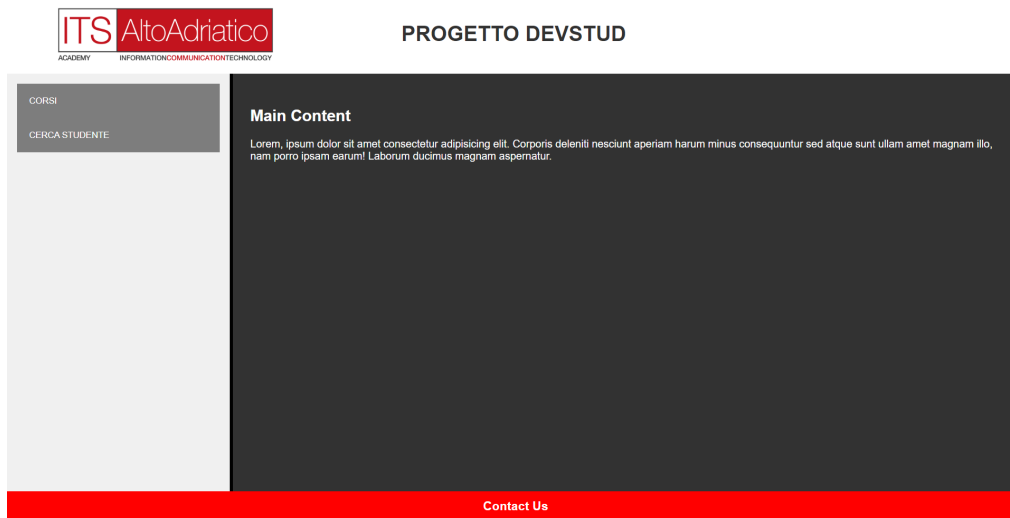 ITS AltoAdriatico
ACADEMY INFORMATIONCOMMUNICATIONTECHNOLOGY
PROGETTO DEVSTUD
CORSI
CERCA STUDENTE
Main Content
Lorem, ipsum dolor sit amet consectetur adipisicing elit. Corporis deleniti nesciunt aperiam harum minus consequuntur sed atque sunt ullam amet magnam illo,
nam porro ipsam earum! Laborum ducimus magnam aspernatur.
Contact Us